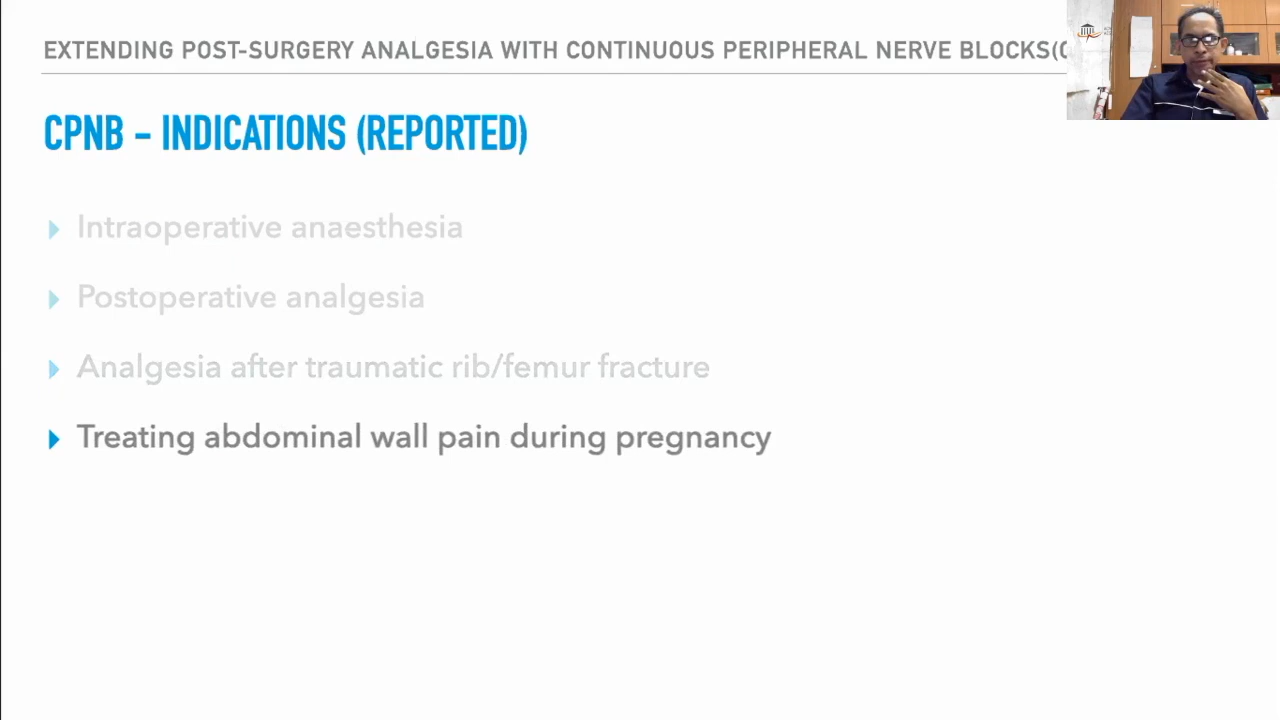 EXTENDING POST-SURGERY ANALGESIA WITH CONTINUOUS PERIPHERAL NERVE BLOCKS(C
CPNB – INDICATIONS (REPORTED)
Intraoperative anaesthesia
Postoperative analgesia
Analgesia after traumatic rib/femur fracture
Treating abdominal wall pain during pregnancy